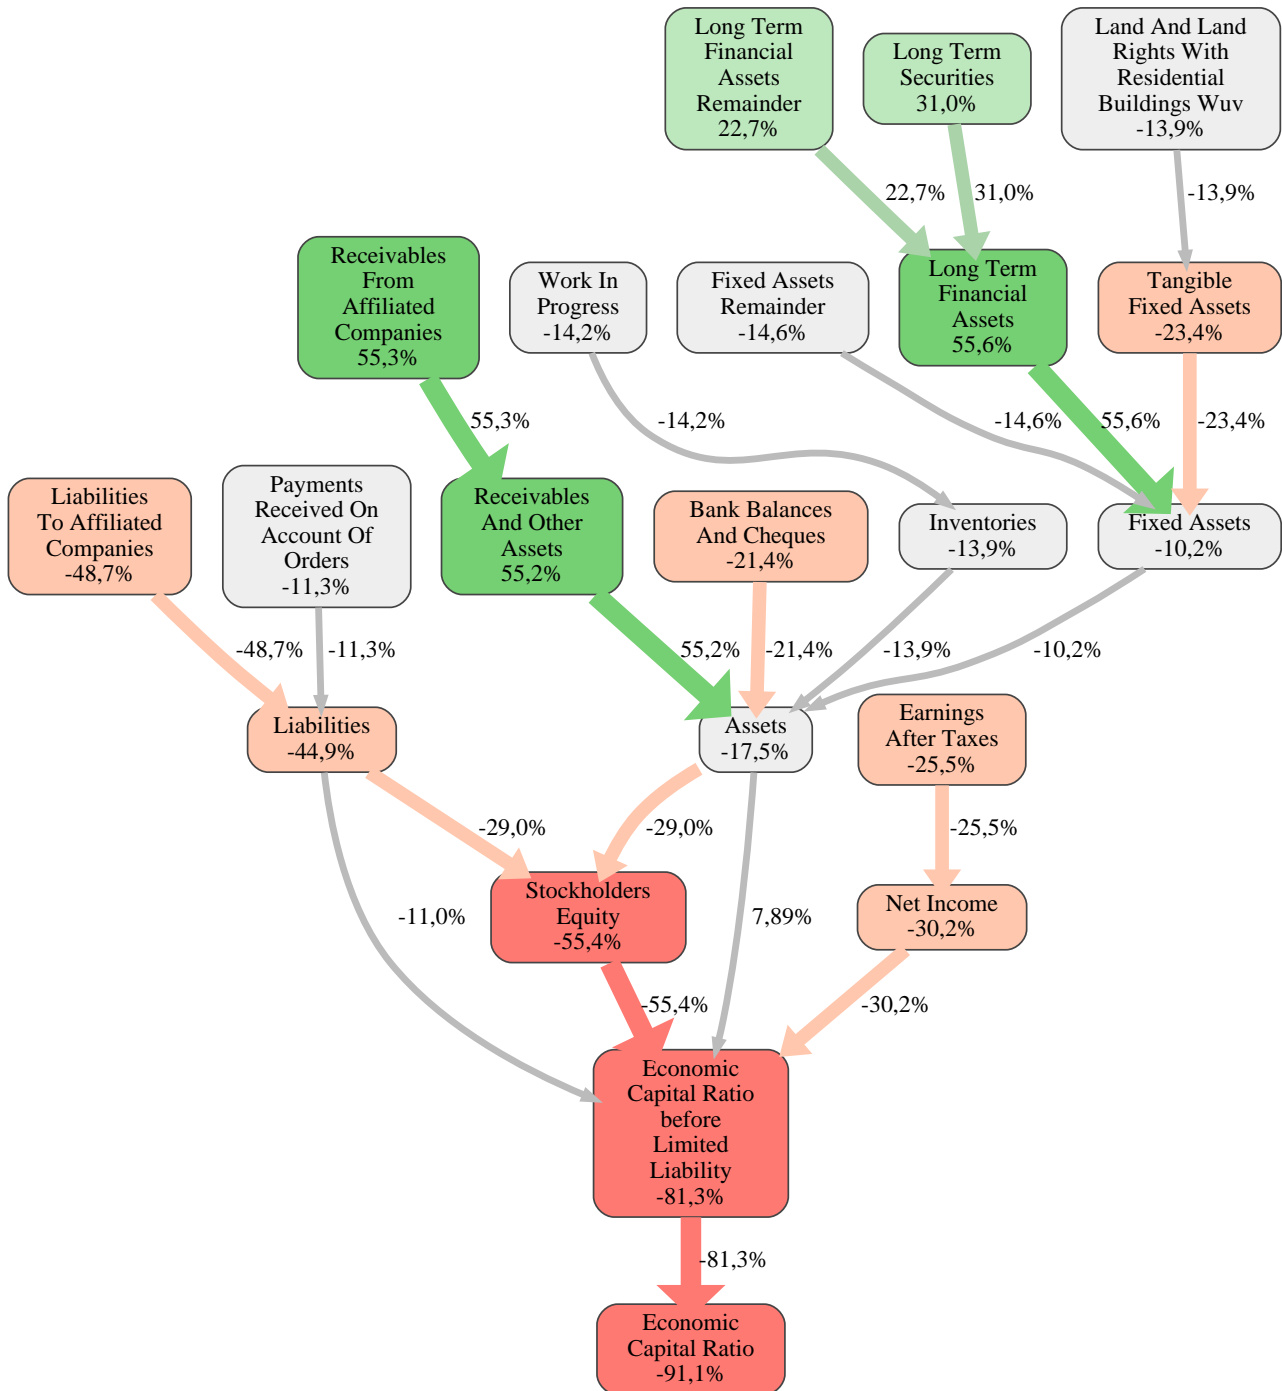 Long Term
Financial
Assets
Remainder
22,7%
Long Term
Securities
31,0%
Land And Land
Rights With
Residential
Buildings Wuv
-13,9%
22,7%
31,0%
-13,9%
Receivables
From
Affiliated
Companies
55,3%
Work In
Progress
-14,2%
Fixed Assets
Remainder
-14,6%
Long Term
Financial
Assets
55,6%
Tangible
Fixed Assets
-23,4%
55,3%
-14,2%
-14,6%
55,6%
-23,4%
Liabilities
To Affiliated
Companies
-48,7%
Payments
Received On
Account Of
Orders
-11,3%
Receivables
And Other
Assets
55,2%
Bank Balances
And Cheques
-21,4%
Inventories
-13,9%
Fixed Assets
-10,2%
-48,7%
-11,3%
55,2%
-21,4%
-13,9%
-10,2%
Liabilities
-44,9%
Assets
-17,5%
Earnings
After Taxes
-25,5%
-29,0%
-29,0%
-25,5%
-11,0%
Stockholders
Equity
-55,4%
7,89%
Net Income
-30,2%
-55,4%
-30,2%
Economic
Capital Ratio
before
Limited
Liability
-81,3%
-81,3%
Economic
Capital Ratio
-91,1%